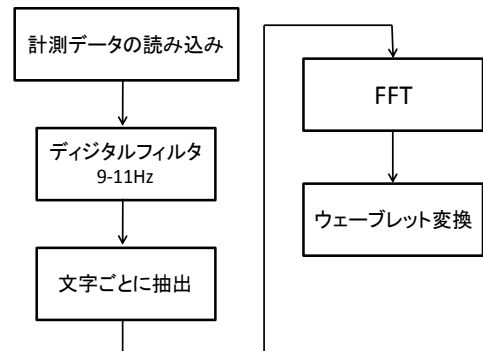 計測データの読み込み
ディジタルフィルタ
9-11Hz
文字ごとに抽出
FFT
ウェーブレット変換